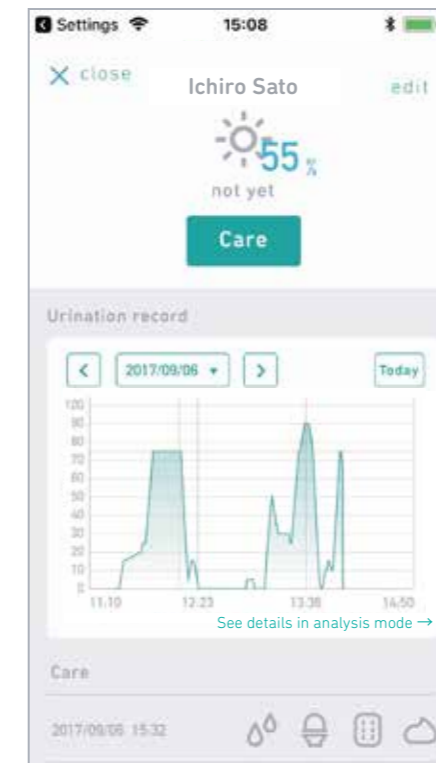 Settings 15:08
close Ichiro Sato edit
55 %
not yet
Care
Urination record
< 2017/09/06 > Today
120
90
80
70
60
50
40
30
20
10
0
11:10 12:23 13:36 14:50
See details in analysis mode →
Care
2017/09/06 15:32